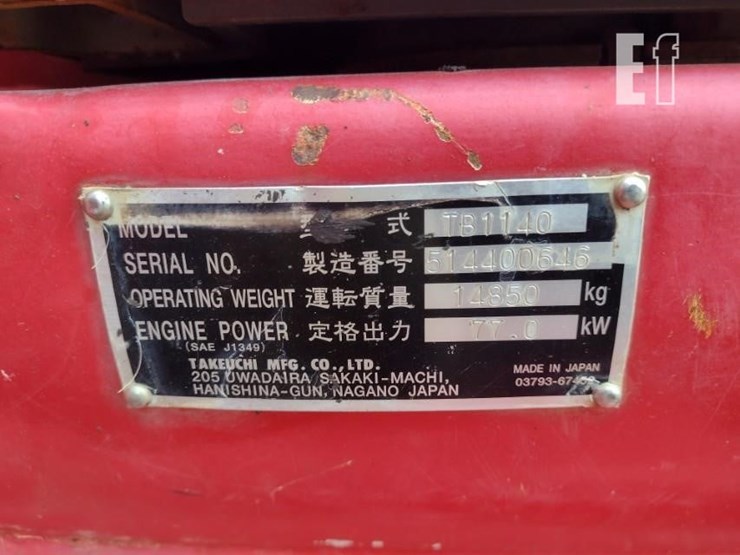 Ef
MODEL 型 式 TB1140
SERIAL NO. 製造番号 514400646
OPERATING WEIGHT 運転質量 14850 kg
ENGINE POWER 定格出力 77.0 kW
(SAE J1349)
TAKEUCHI MFG. CO., LTD.
205 UWADAIRA SAKAKI-MACHI,
HANISHINA-GUN, NAGANO JAPAN
MADE IN JAPAN